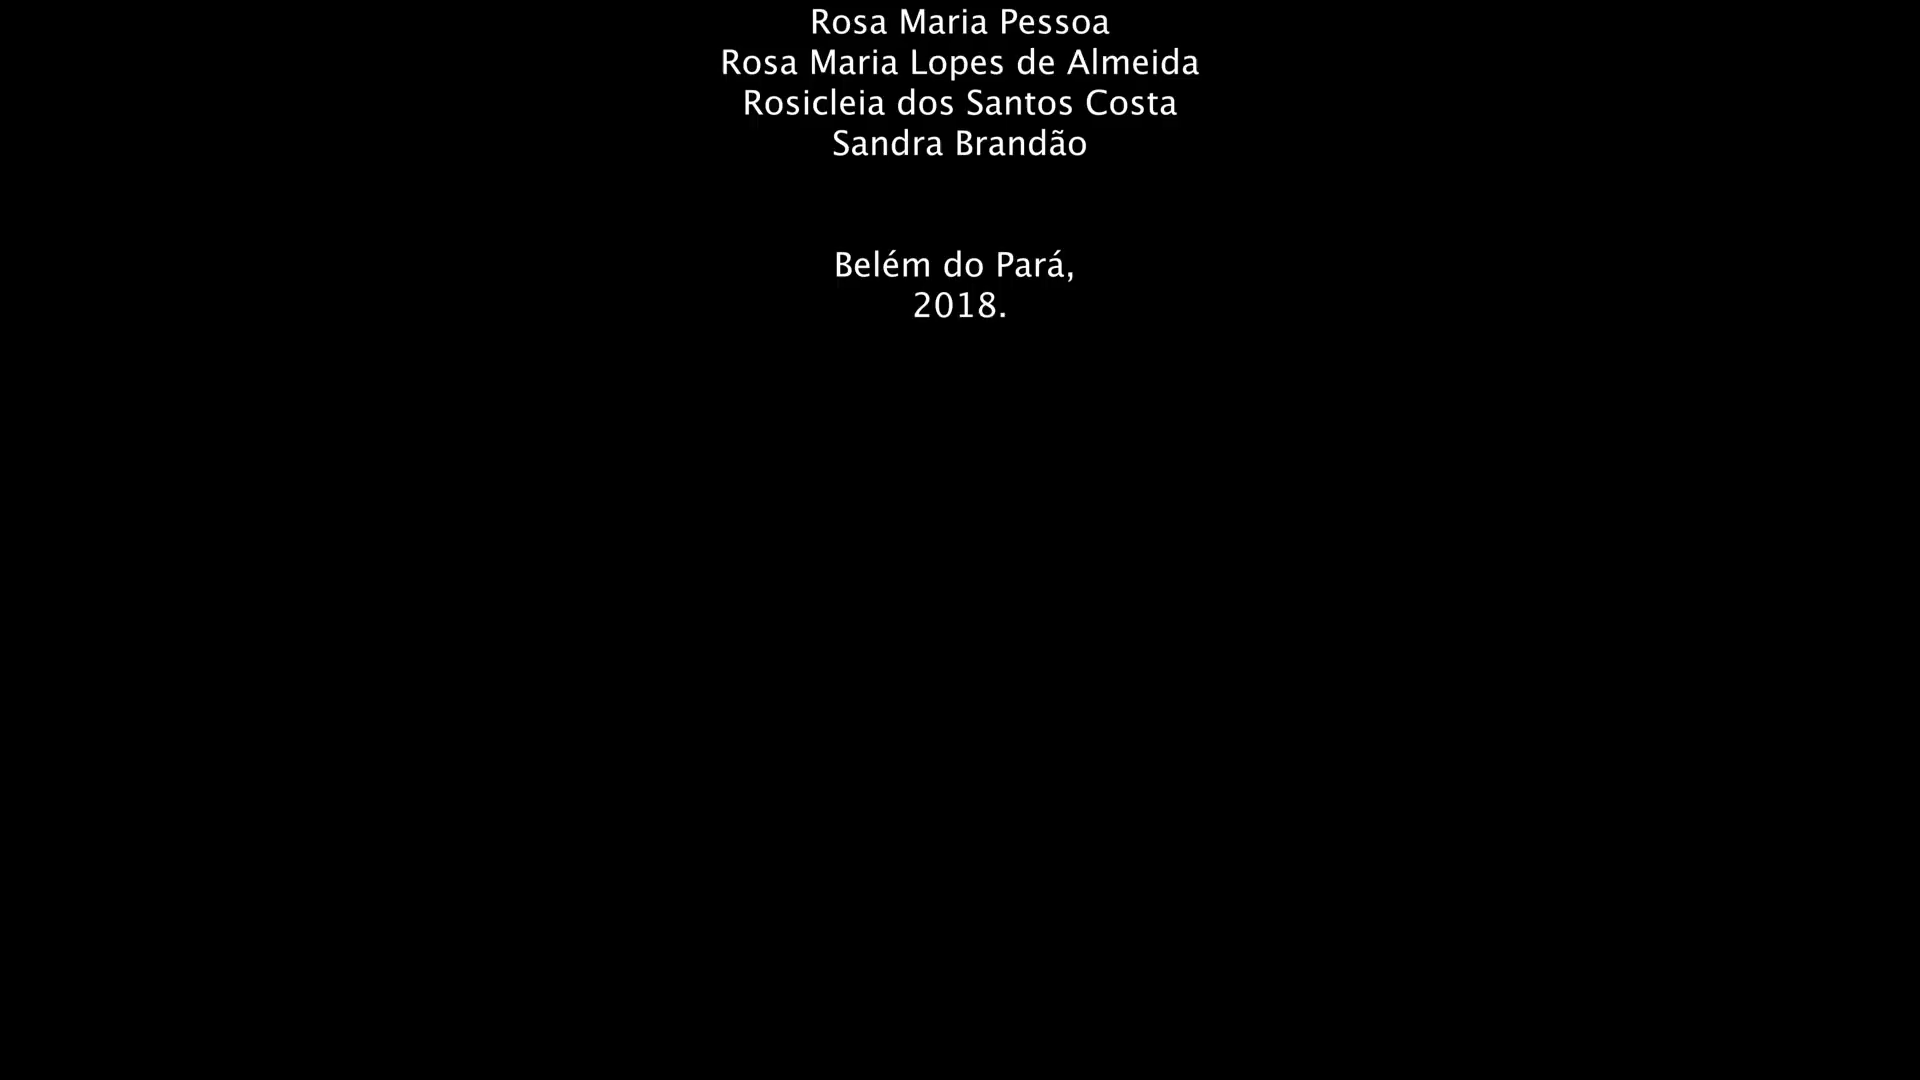 Rosa Maria Pessoa
Rosa Maria Lopes de Almeida
Rosicleia dos Santos Costa
Sandra Brandão
Belém do Pará,
2018.